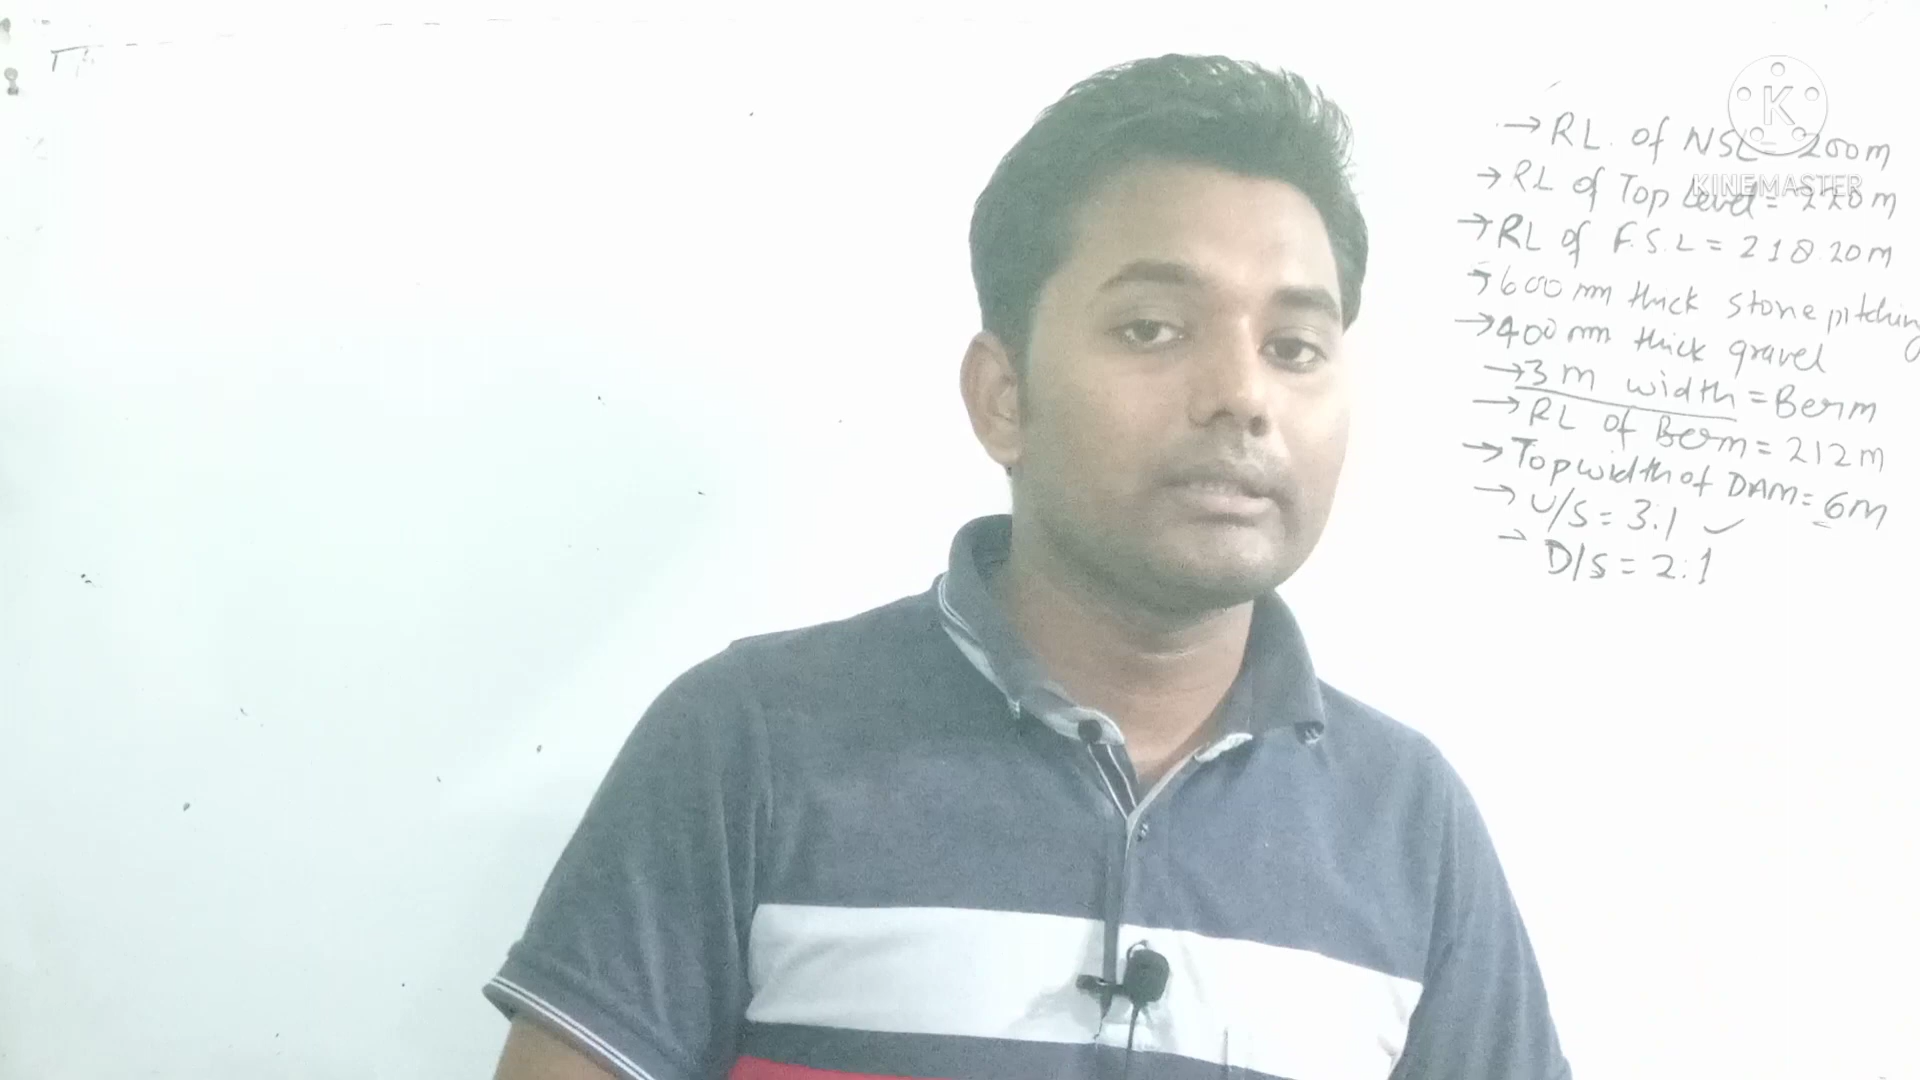 → RL. of NSL = 200m
→ RL of Top Level = 220m
→ RL of F.S.L = 218.20m
→ 600 mm thick stone pitching
→ 400 mm thick gravel
→ 3m width = Berm
→ RL of Berm = 212m
→ Top width of DAM = 6m
→ U/S = 3:1 ✓
→ D/S = 2:1
K
KINEMASTER